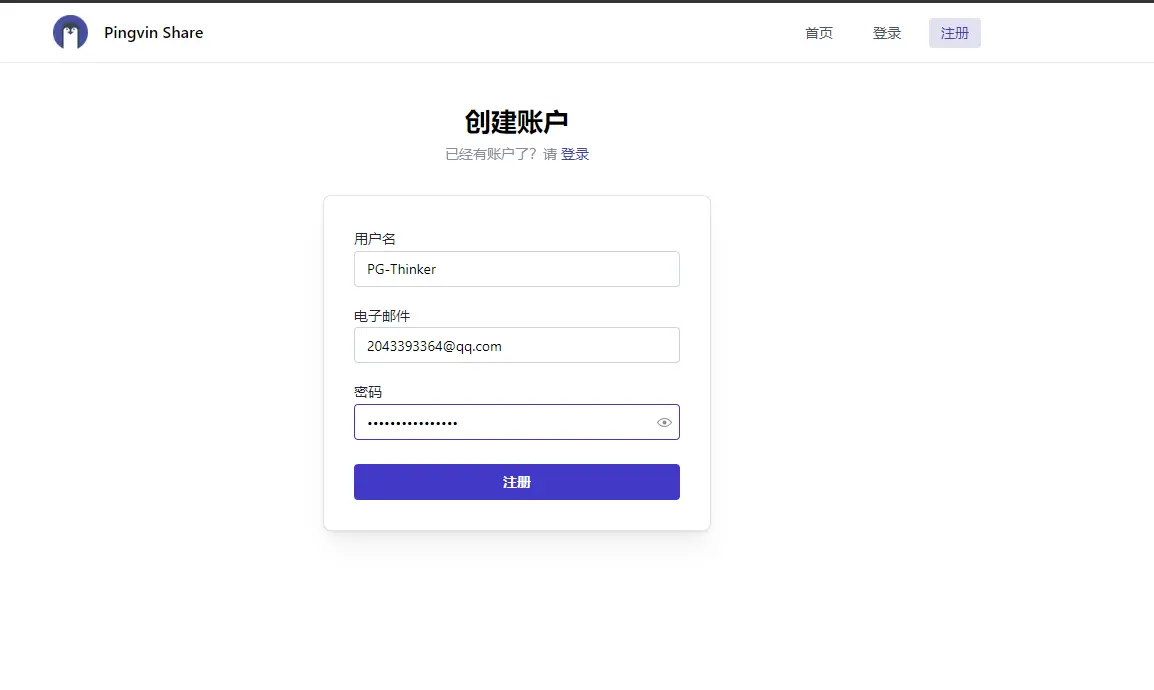 Pingvin Share
首页 登录 注册
创建账户
已经有账户了？请 登录
用户名
PG-Thinker
电子邮件
2043393364@qq.com
密码
••••••••••••••••
注册